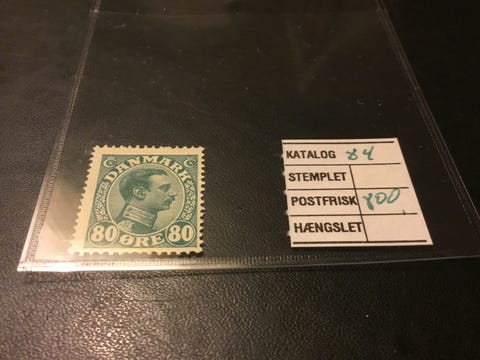 DANMARK
80 ØRE 80
KATALOG 84
STEMPLET
POSTFRISK 800,
HÆNGSLET